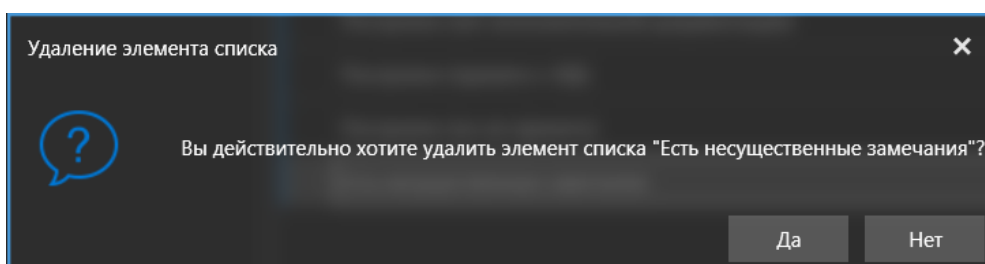 Удаление элемента списка
Вы действительно хотите удалить элемент списка "Есть несущественные замечания"?
Да
Нет